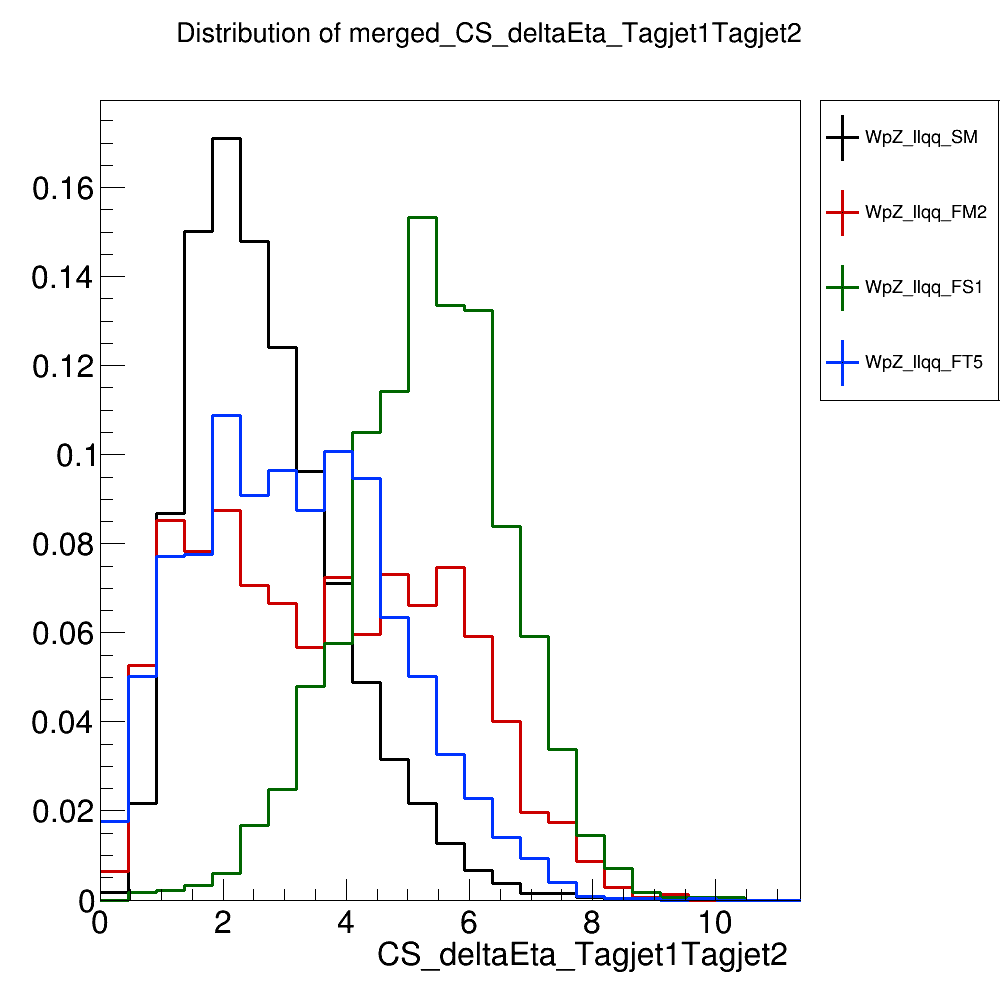 Distribution of merged_CS_deltaEta_Tagjet1Tagjet2
WpZ_llqq_SM
WpZ_llqq_FM2
WpZ_llqq_FS1
WpZ_llqq_FT5
0.16
0.14
0.12
0.1
0.08
0.06
0.04
0.02
0
0 2 4 6 8 10
CS_deltaEta_Tagjet1Tagjet2